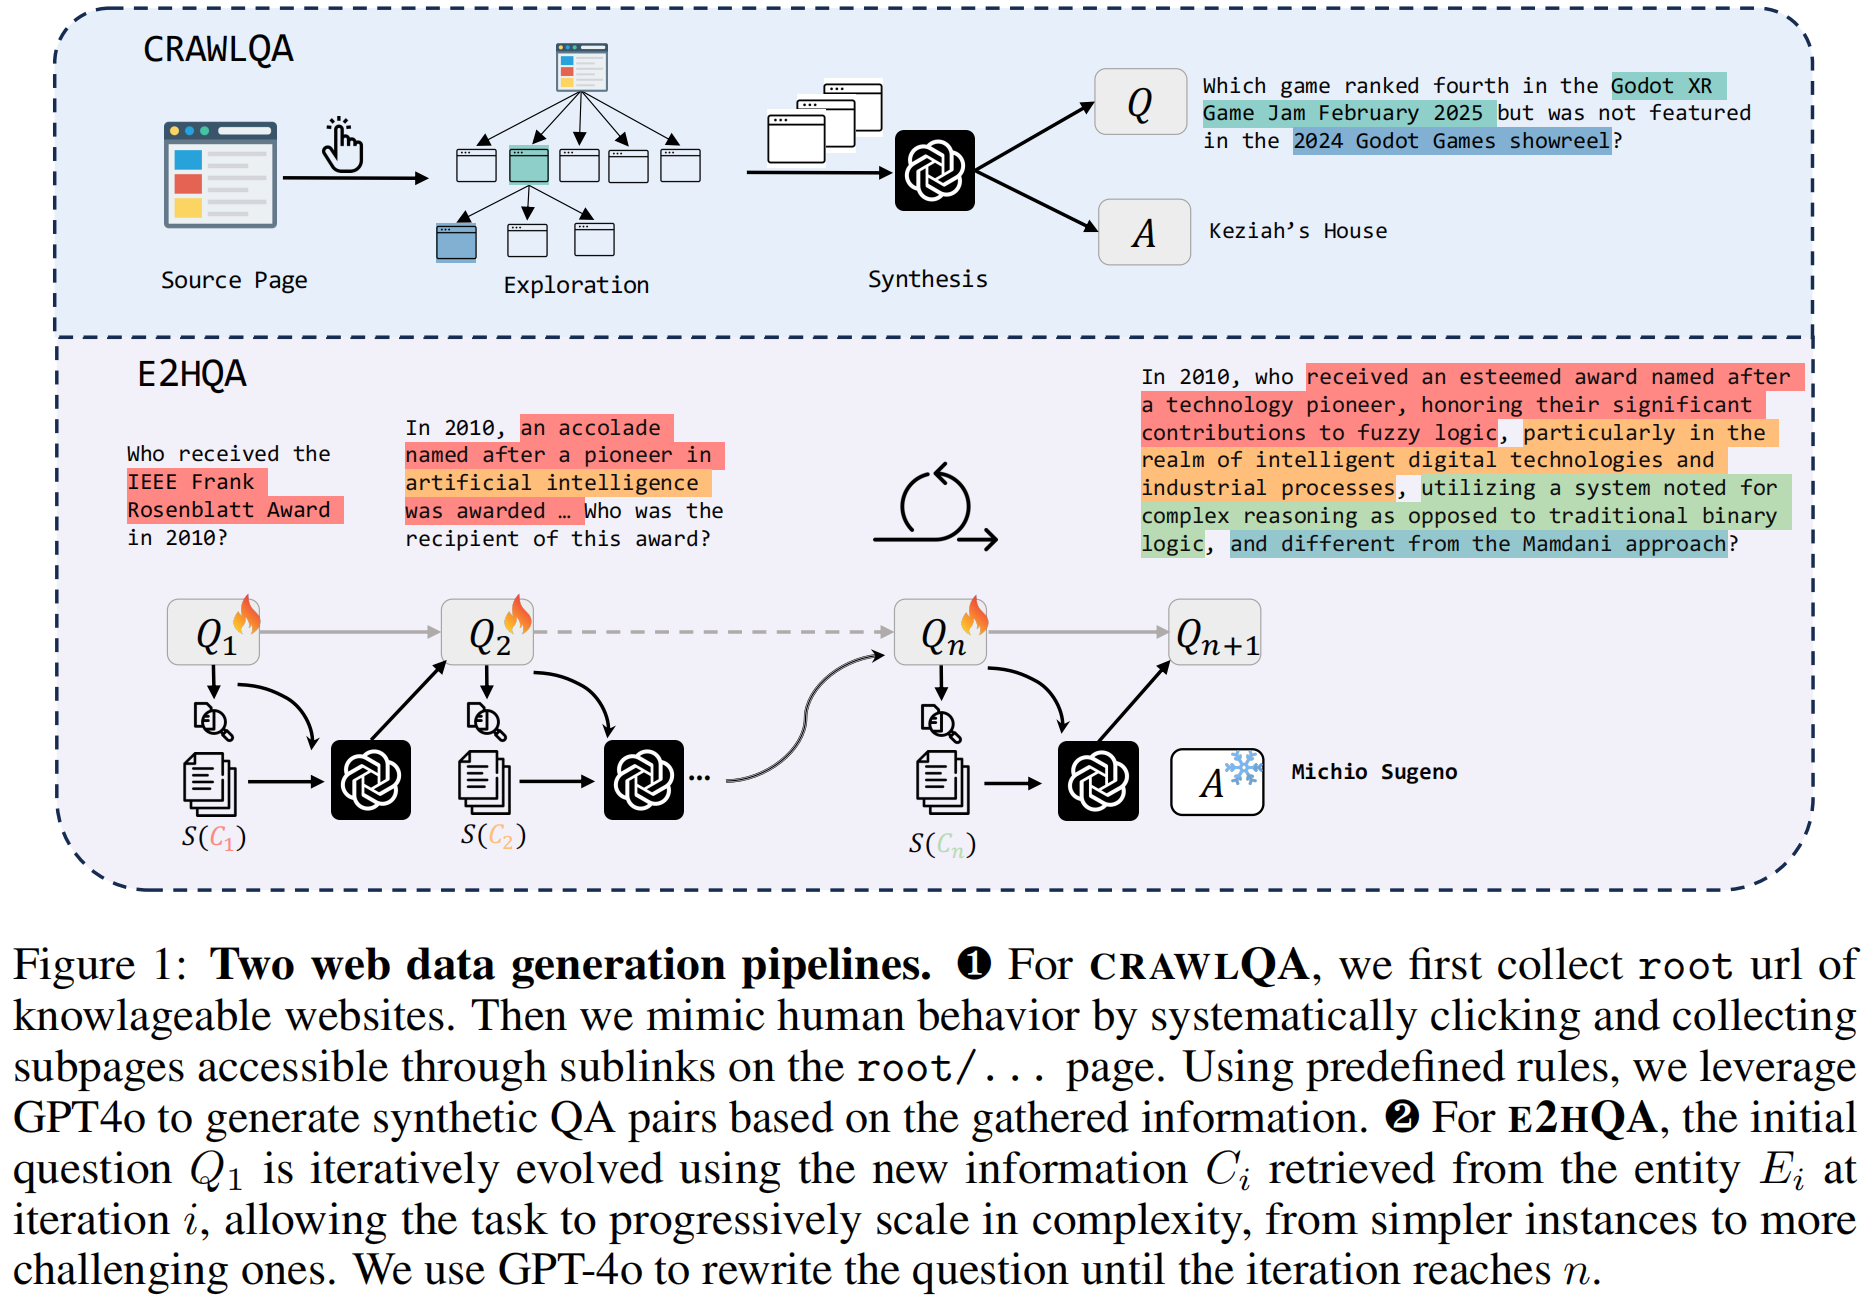 CRAWLQA
Source Page
Exploration
Synthesis
Q
Which game ranked fourth in the Godot XR
Game Jam February 2025 but was not featured
in the 2024 Godot Games showreel?
A
Keziah's House
E2HQA
Who received the
IEEE Frank
Rosenblatt Award
in 2010?
In 2010, an accolade
named after a pioneer in
artificial intelligence
was awarded … Who was the
recipient of this award?
In 2010, who received an esteemed award named after
a technology pioneer, honoring their significant
contributions to fuzzy logic, particularly in the
realm of intelligent digital technologies and
industrial processes, utilizing a system noted for
complex reasoning as opposed to traditional binary
logic, and different from the Mamdani approach?
Q1
Q2
Qn
Qn+1
...
A
Michio Sugeno
S(C1)
S(C2)
S(Cn)
Figure 1: Two web data generation pipelines. ❶ For CRAWLQA, we first collect root url of
knowlageable websites. Then we mimic human behavior by systematically clicking and collecting
subpages accessible through sublinks on the root/... page. Using predefined rules, we leverage
GPT4o to generate synthetic QA pairs based on the gathered information. ❷ For E2HQA, the initial
question Q1 is iteratively evolved using the new information Ci retrieved from the entity Ei at
iteration i, allowing the task to progressively scale in complexity, from simpler instances to more
challenging ones. We use GPT-4o to rewrite the question until the iteration reaches n.